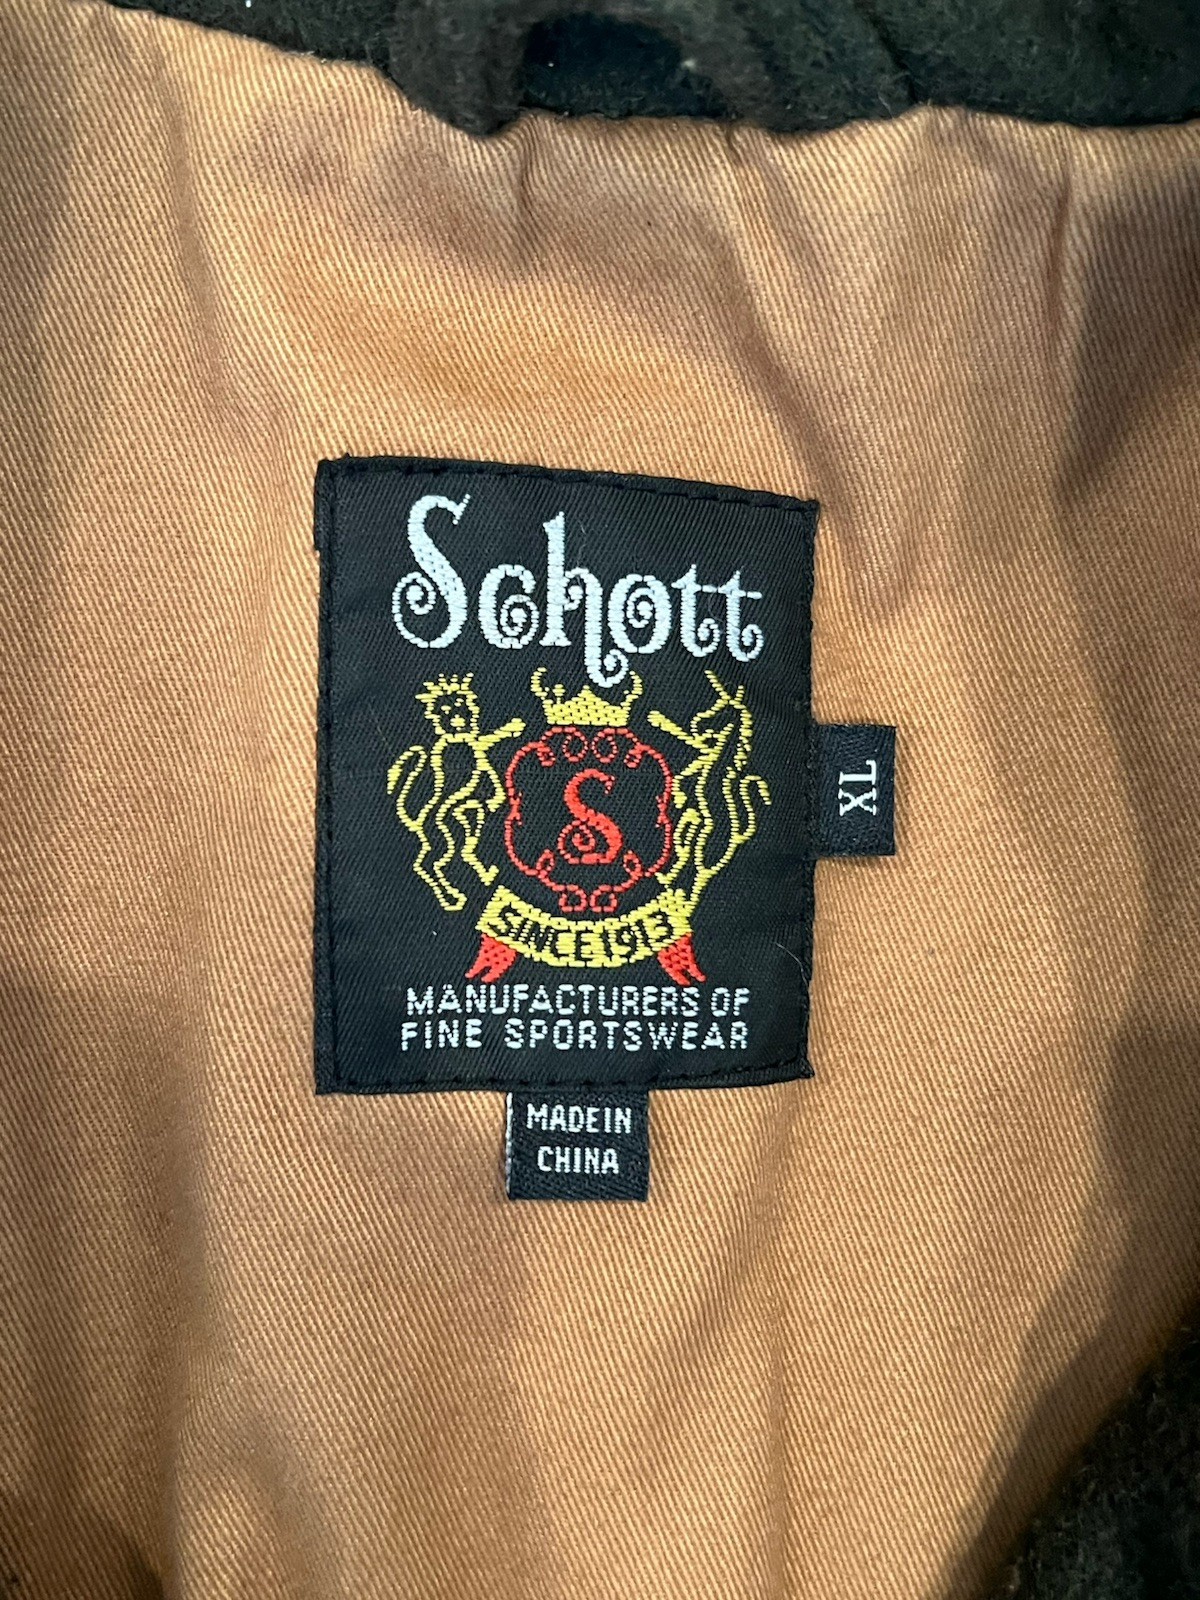 Schott
S
SINCE 1913
MANUFACTURERS OF
FINE SPORTSWEAR
XL
MADE IN
CHINA